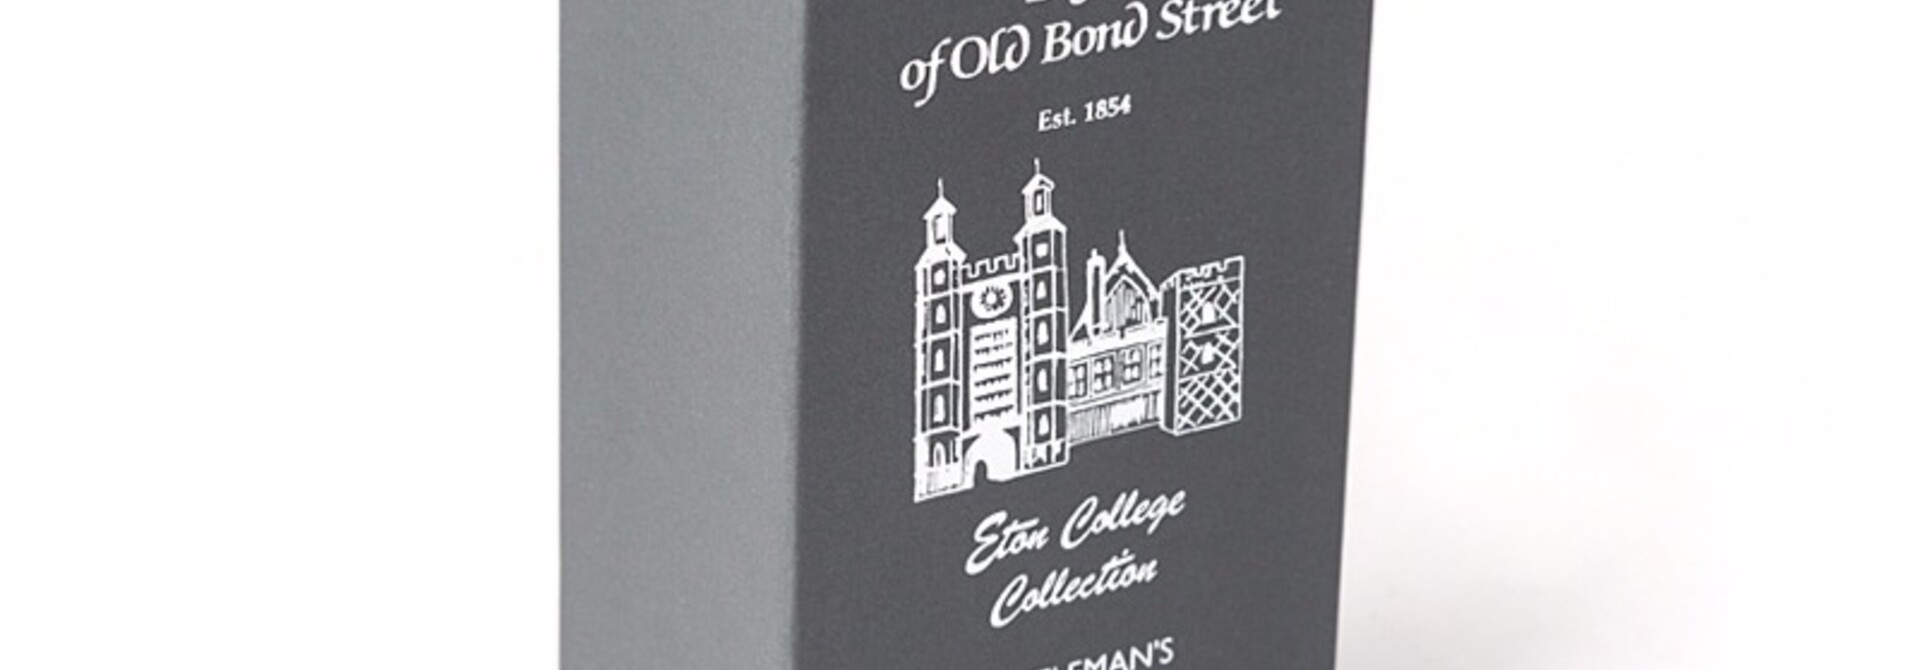 of Old Bond Street
Est. 1854
Eton College
Collection